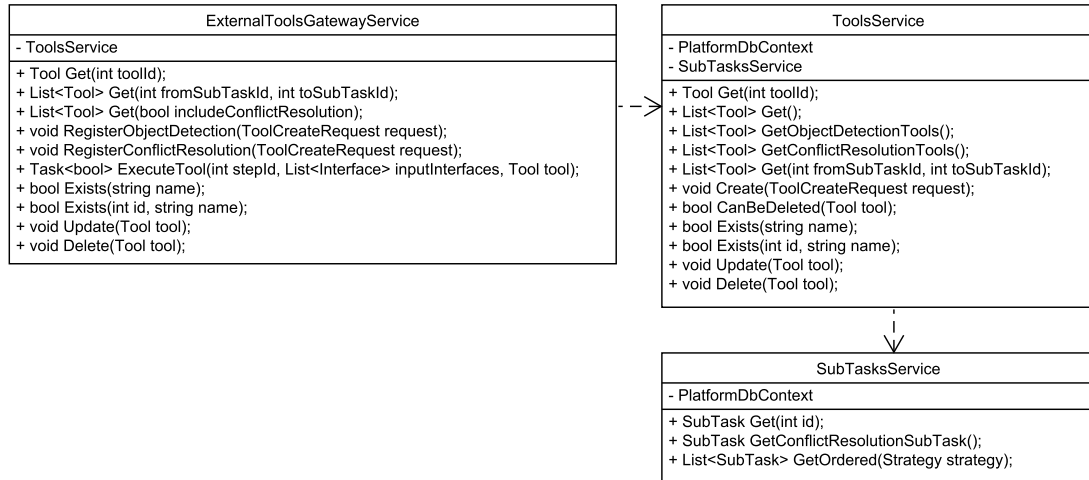 ExternalToolsGatewayService
- ToolsService
+ Tool Get(int toolId);
+ List<Tool> Get(int fromSubTaskId, int toSubTaskId);
+ List<Tool> Get(bool includeConflictResolution);
+ void RegisterObjectDetection(ToolCreateRequest request);
+ void RegisterConflictResolution(ToolCreateRequest request);
+ Task<bool> ExecuteTool(int stepId, List<Interface> inputInterfaces, Tool tool);
+ bool Exists(string name);
+ bool Exists(int id, string name);
+ void Update(Tool tool);
+ void Delete(Tool tool);
ToolsService
- PlatformDbContext
- SubTasksService
+ Tool Get(int toolId);
+ List<Tool> Get();
+ List<Tool> GetObjectDetectionTools();
+ List<Tool> GetConflictResolutionTools();
+ List<Tool> Get(int fromSubTaskId, int toSubTaskId);
+ void Create(ToolCreateRequest request);
+ bool CanBeDeleted(Tool tool);
+ bool Exists(string name);
+ bool Exists(int id, string name);
+ void Update(Tool tool);
+ void Delete(Tool tool);
SubTasksService
- PlatformDbContext
+ SubTask Get(int id);
+ SubTask GetConflictResolutionSubTask();
+ List<SubTask> GetOrdered(Strategy strategy);